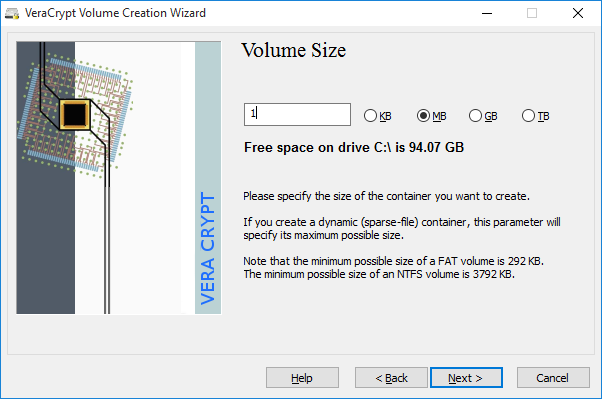 VeraCrypt Volume Creation Wizard
Volume Size
1
KB MB GB TB
Free space on drive C:\ is 94.07 GB
Please specify the size of the container you want to create.
If you create a dynamic (sparse-file) container, this parameter will
specify its maximum possible size.
Note that the minimum possible size of a FAT volume is 292 KB.
The minimum possible size of an NTFS volume is 3792 KB.
VERA CRYPT
Help < Back Next > Cancel